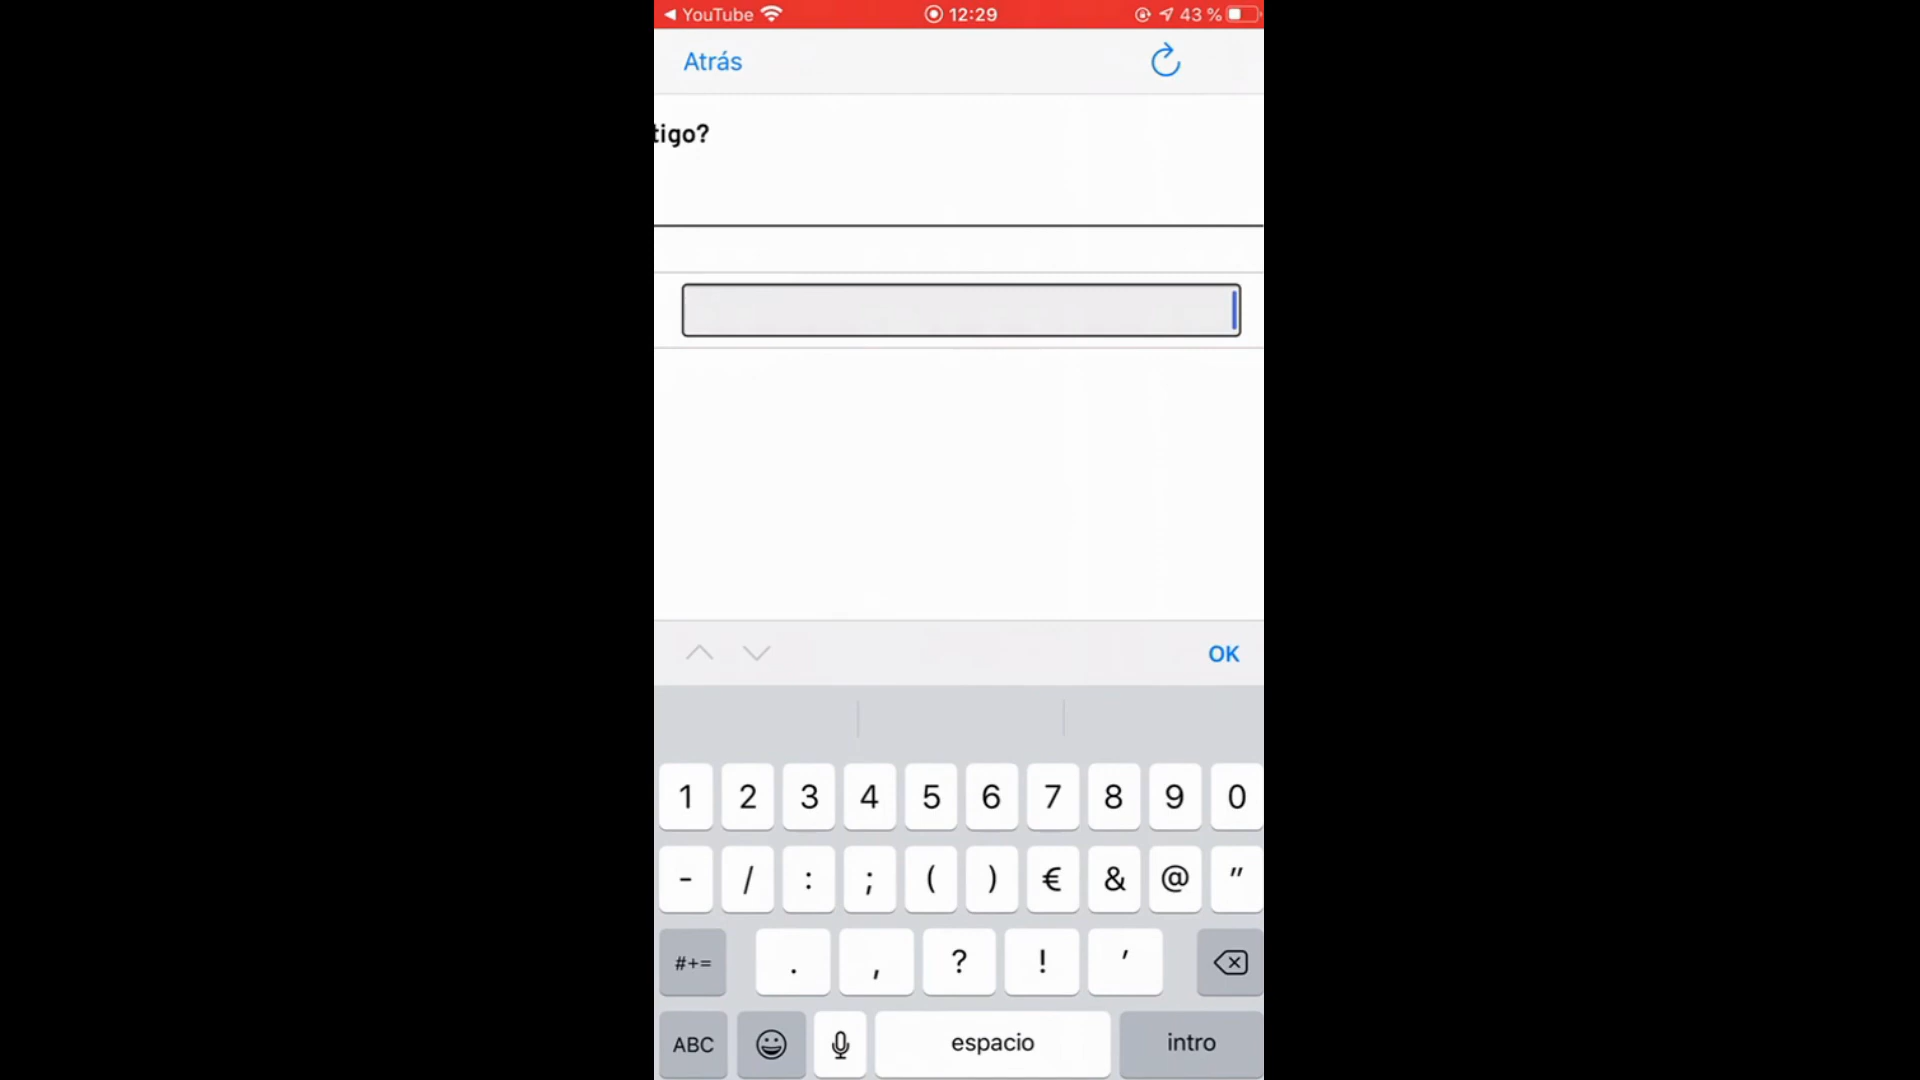 ◀ YouTube 12:29 43 %
Atrás
tigo?
OK
1 2 3 4 5 6 7 8 9 0
- / : ; ( ) € & @ "
#+= . , ? ! '
ABC espacio intro